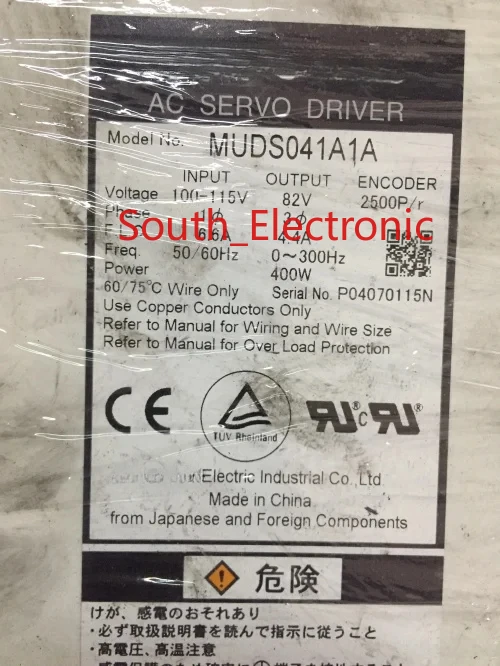 AC SERVO DRIVER
Model No. MUDS041A1A
INPUT OUTPUT ENCODER
Voltage 100-115V 82V 2500P/r
Phase 1ϕ 3ϕ
South_Electronic
6.6A 4.4A
Freq. 50/60Hz 0～300Hz
Power 400W
60/75°C Wire Only Serial No. P04070115N
Use Copper Conductors Only
Refer to Manual for Wiring and Wire Size
Refer to Manual for Over Load Protection
CE
TÜV Rheinland
c
Electric Industrial Co.,Ltd
Made in China
from Japanese and Foreign Components
危険
けが、感電のおそれあり
・必ず取扱説明書を読んで指示に従うこと
・高電圧、高温注意